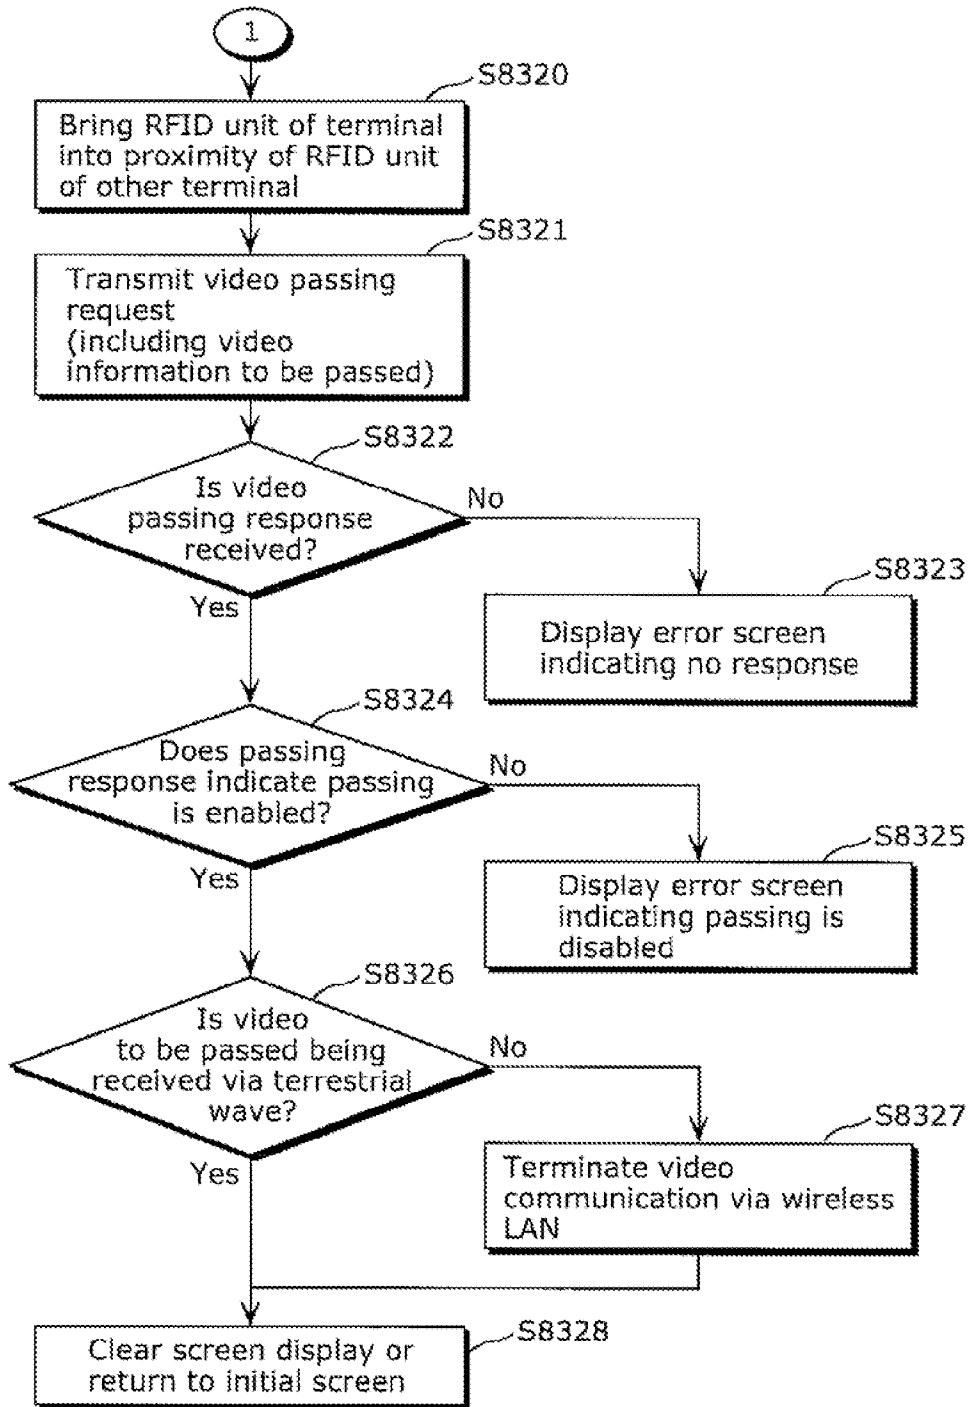 1
S8320
Bring RFID unit of terminal
into proximity of RFID unit
of other terminal
S8321
Transmit video passing
request
(including video
information to be passed)
S8322
Is video
passing response
received?
No
Yes
S8323
Display error screen
indicating no response
S8324
Does passing
response indicate passing
is enabled?
No
Yes
S8325
Display error screen
indicating passing is
disabled
S8326
Is video
to be passed being
received via terrestrial
wave?
No
Yes
S8327
Terminate video
communication via wireless
LAN
S8328
Clear screen display or
return to initial screen